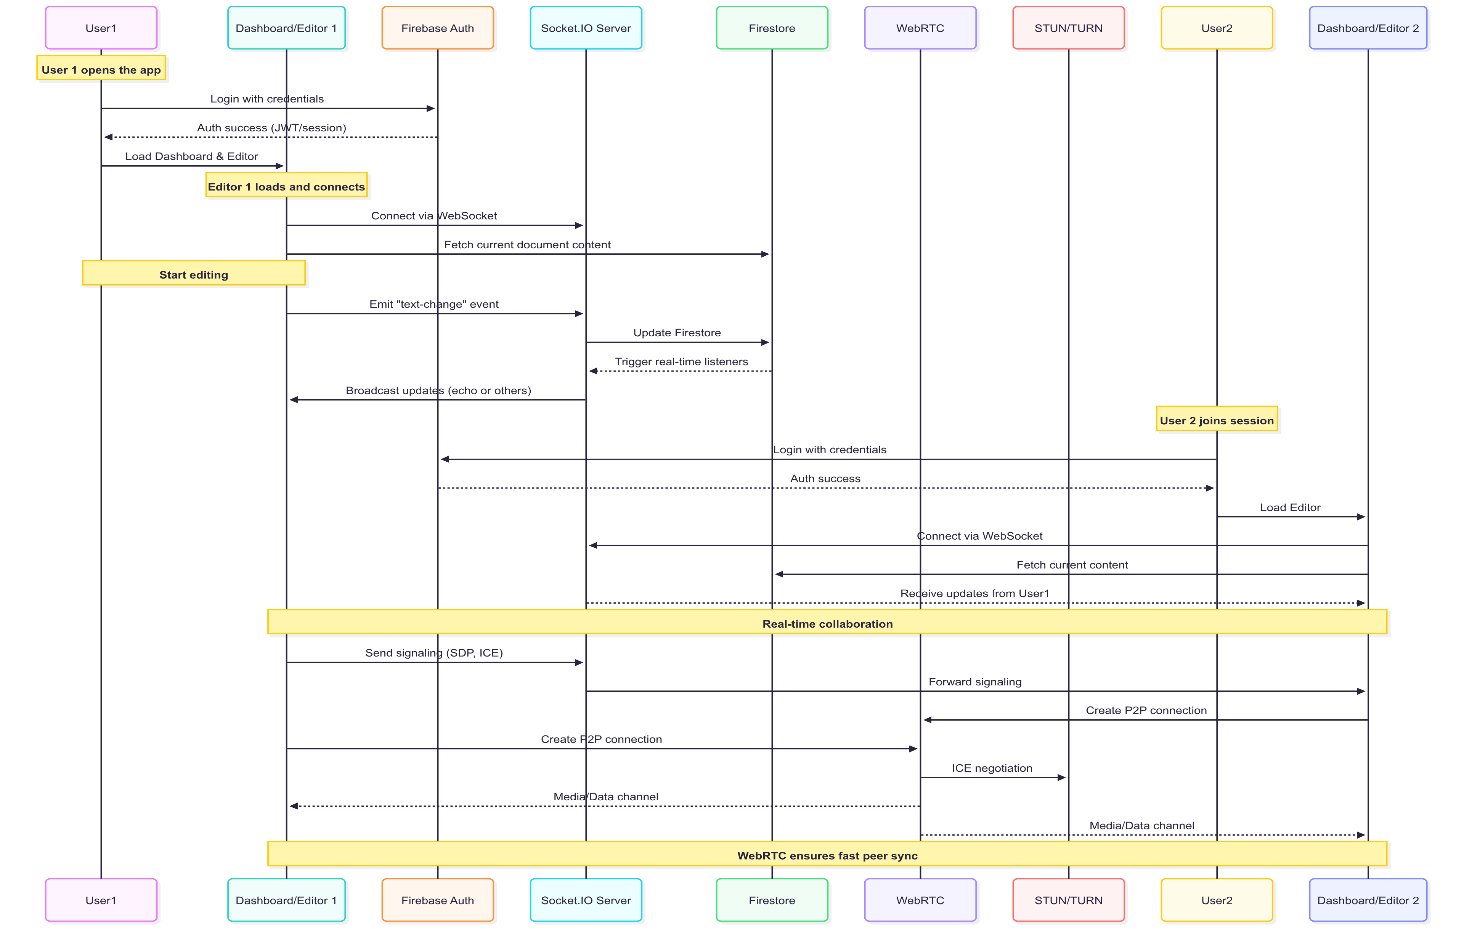 User1
Dashboard/Editor 1
Firebase Auth
Socket.IO Server
Firestore
WebRTC
STUN/TURN
User2
Dashboard/Editor 2
User 1 opens the app
Login with credentials
Auth success (JWT/session)
Load Dashboard & Editor
Editor 1 loads and connects
Connect via WebSocket
Fetch current document content
Start editing
Emit "text-change" event
Update Firestore
Trigger real-time listeners
Broadcast updates (echo or others)
User 2 joins session
Login with credentials
Auth success
Load Editor
Connect via WebSocket
Fetch current content
Receive updates from User1
Real-time collaboration
Send signaling (SDP, ICE)
Forward signaling
Create P2P connection
Create P2P connection
ICE negotiation
Media/Data channel
Media/Data channel
WebRTC ensures fast peer sync
User1
Dashboard/Editor 1
Firebase Auth
Socket.IO Server
Firestore
WebRTC
STUN/TURN
User2
Dashboard/Editor 2